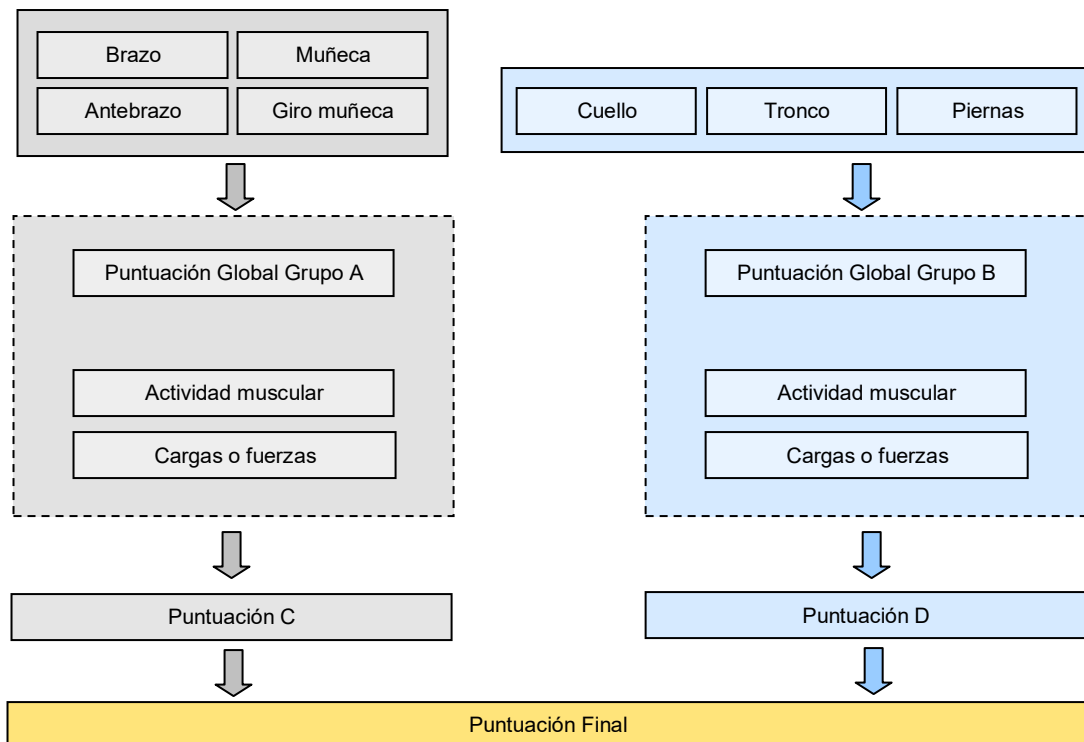 Brazo
Muñeca
Antebrazo
Giro muñeca
Cuello
Tronco
Piernas
Puntuación Global Grupo A
Actividad muscular
Cargas o fuerzas
Puntuación Global Grupo B
Actividad muscular
Cargas o fuerzas
Puntuación C
Puntuación D
Puntuación Final